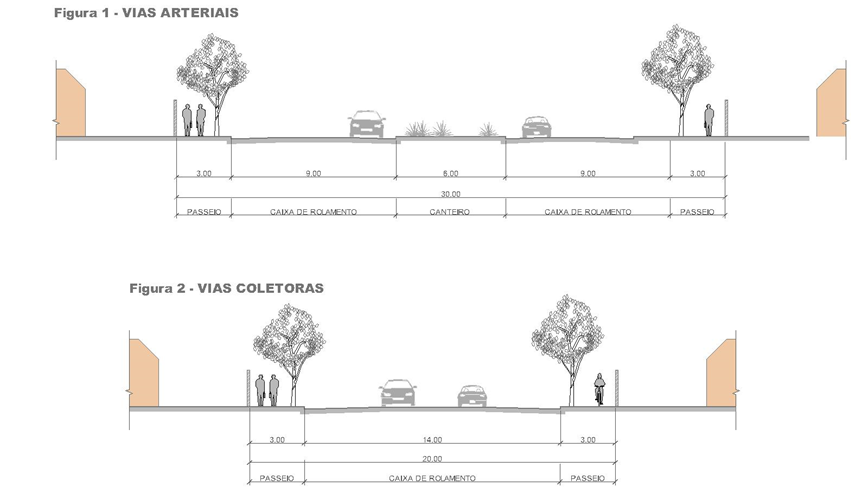 Figura 1 - VIAS ARTERIAIS
3.00 9.00 6.00 9.00 3.00
30.00
PASSEIO CAIXA DE ROLAMENTO CANTEIRO CAIXA DE ROLAMENTO PASSEIO
Figura 2 - VIAS COLETORAS
3.00 14.00 3.00
20.00
PASSEIO CAIXA DE ROLAMENTO PASSEIO